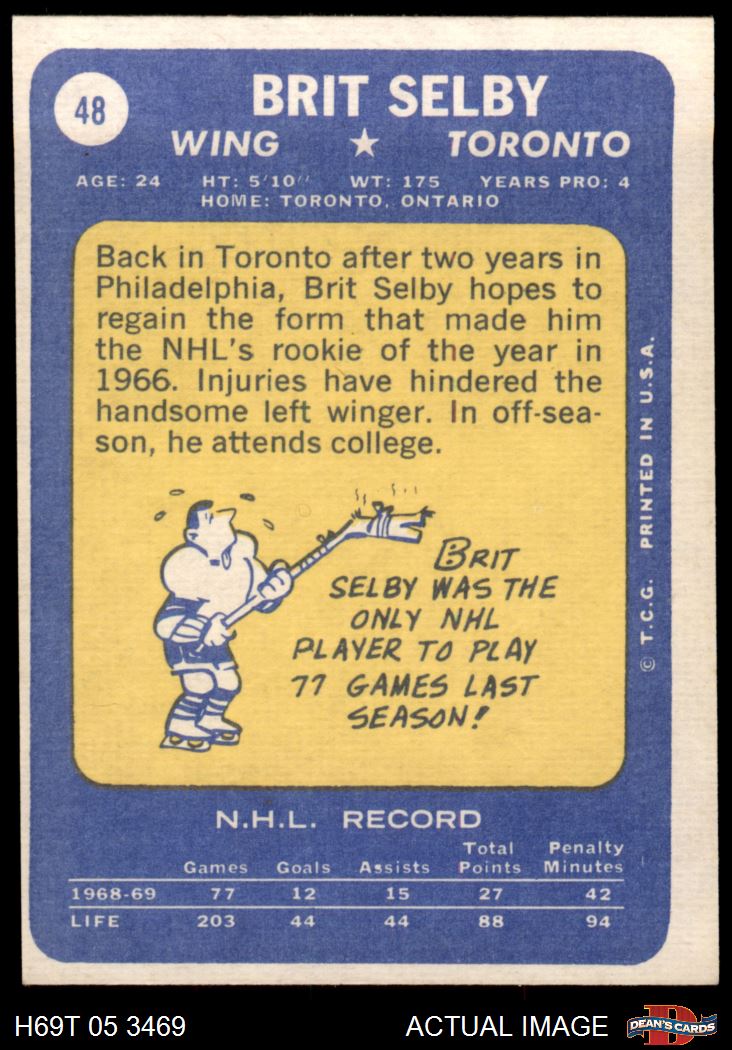 48
BRIT SELBY
WING ★ TORONTO
AGE: 24 HT: 5'10" WT: 175 YEARS PRO: 4
HOME: TORONTO, ONTARIO
Back in Toronto after two years in
Philadelphia, Brit Selby hopes to
regain the form that made him
the NHL's rookie of the year in
1966. Injuries have hindered the
handsome left winger. In off-sea-
son, he attends college.
BRIT
SELBY WAS THE
ONLY NHL
PLAYER TO PLAY
77 GAMES LAST
SEASON!
© T.C.G. PRINTED IN U.S.A.
N.H.L. RECORD
Games Goals Assists Total Points Penalty Minutes
1968-69 77 12 15 27 42
LIFE 203 44 44 88 94
H69T 05 3469 ACTUAL IMAGE
D
DEAN'S CARDS